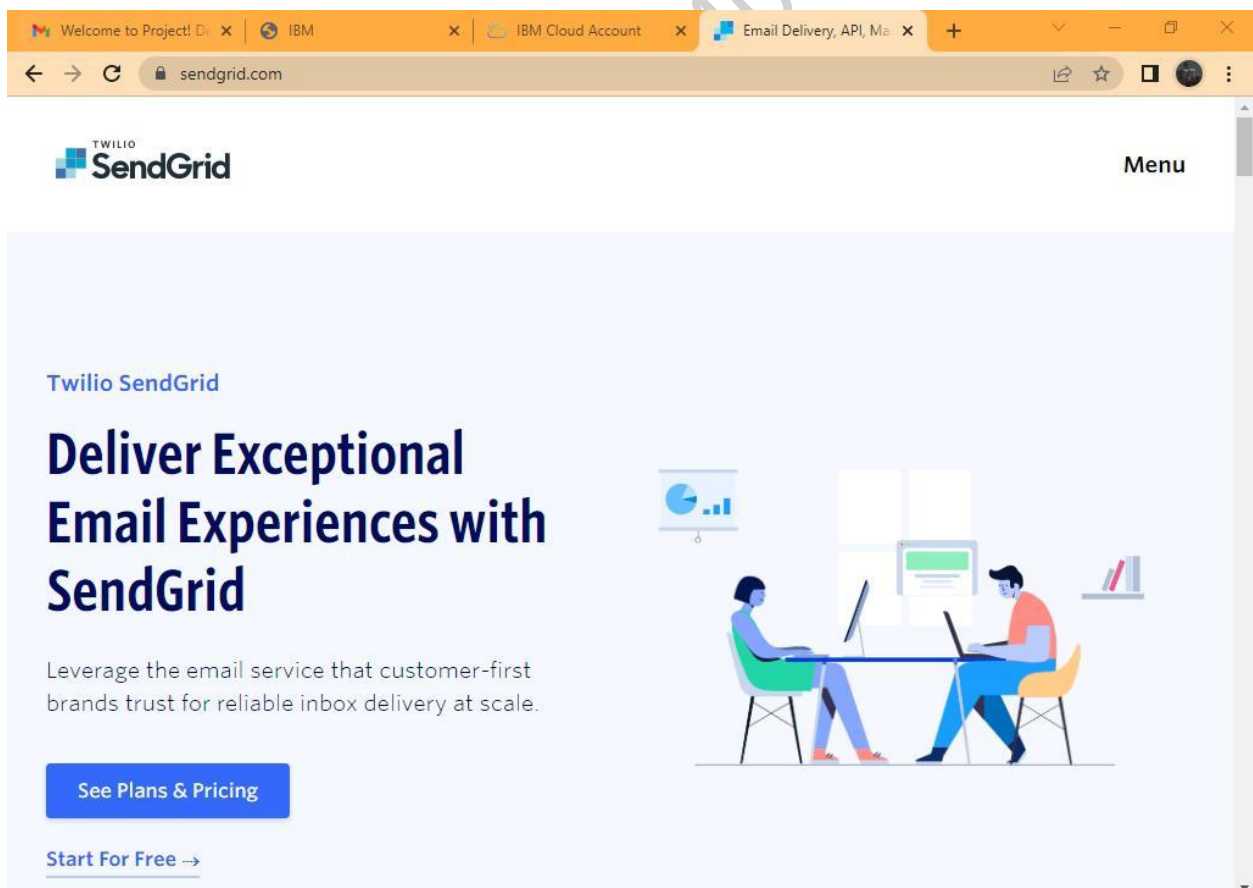 Welcome to Project!
IBM
IBM Cloud Account
Email Delivery, API, Ma
sendgrid.com
TWILIO
SendGrid
Menu
Twilio SendGrid
Deliver Exceptional
Email Experiences with
SendGrid
Leverage the email service that customer-first
brands trust for reliable inbox delivery at scale.
See Plans & Pricing
Start For Free →